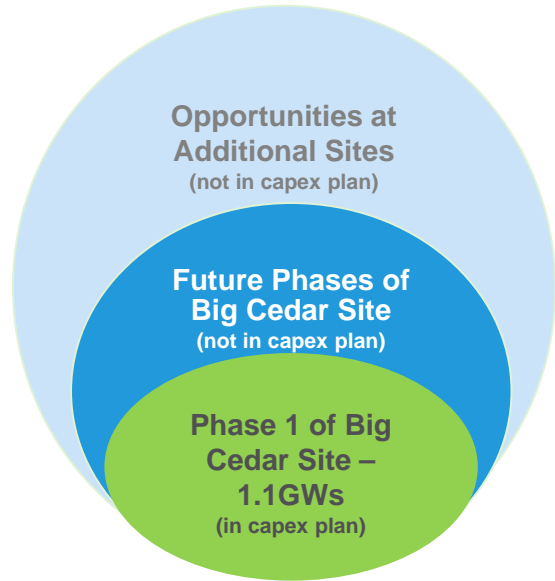 Opportunities at
Additional Sites
(not in capex plan)
Future Phases of
Big Cedar Site
(not in capex plan)
Phase 1 of Big
Cedar Site –
1.1GWs
(in capex plan)